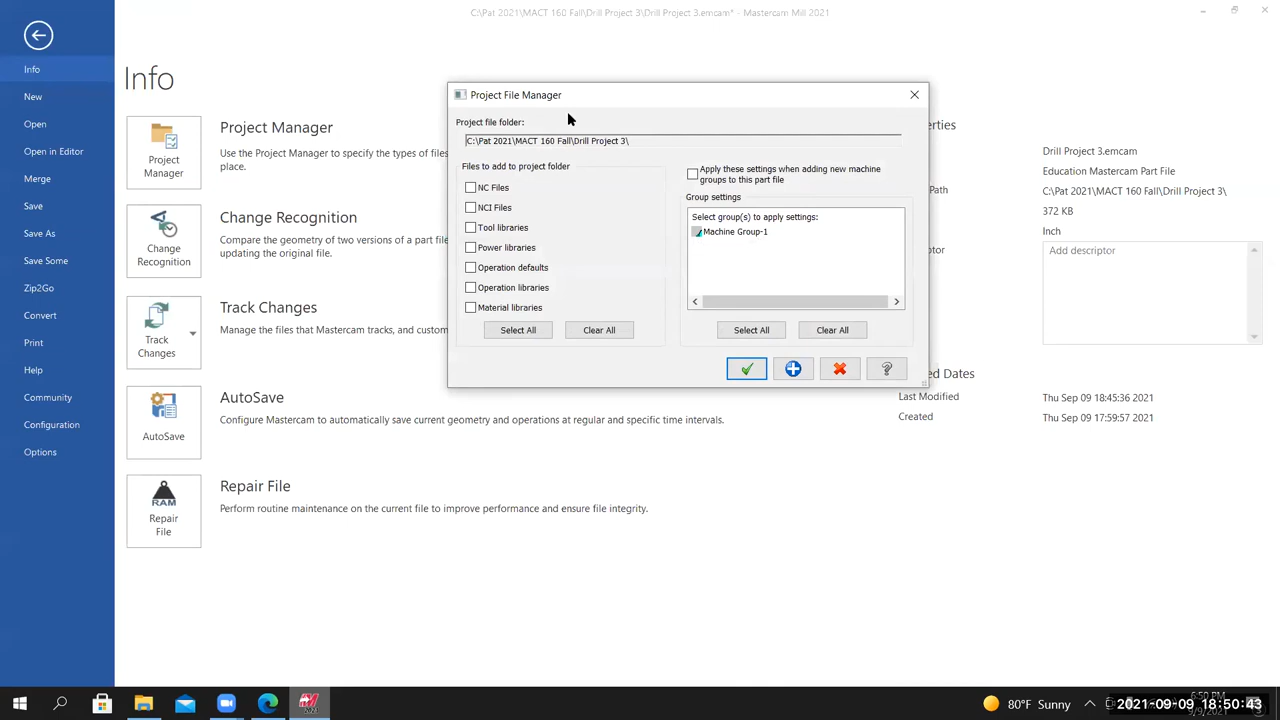 C:\Pat 2021\MACT 160 Fall\Drill Project 3\Drill Project 3.emcam* - Mastercam Mill 2021
Info
New
Open
Open in Editor
Merge
Save
Save As
Save Some
Zip2Go
Convert
Print
Help
Community
Configuration
Options
Info
Project Manager
Project Manager
Use the Project Manager to specify the types of files
place.
Change Recognition
Change Recognition
Compare the geometry of two versions of a part file
updating the original file.
Track Changes
Track Changes
Manage the files that Mastercam tracks, and custom
AutoSave
AutoSave
Configure Mastercam to automatically save current geometry and operations at regular and specific time intervals.
RAM
Repair File
Repair File
Perform routine maintenance on the current file to improve performance and ensure file integrity.
Project File Manager
Project file folder:
C:\Pat 2021\MACT 160 Fall\Drill Project 3\
Files to add to project folder
NC Files
NCI Files
Tool libraries
Power libraries
Operation defaults
Operation libraries
Material libraries
Select All
Clear All
Apply these settings when adding new machine
groups to this part file
Group settings
Select group(s) to apply settings:
Machine Group-1
Select All
Clear All
?
erties
Drill Project 3.emcam
Education Mastercam Part File
Path
C:\Pat 2021\MACT 160 Fall\Drill Project 3\
372 KB
Inch
iptor
Add descriptor
d Dates
Last Modified
Thu Sep 09 18:45:36 2021
Created
Thu Sep 09 17:59:57 2021
2021
80°F Sunny
6:50 PM
2021-09-09 18:50:43